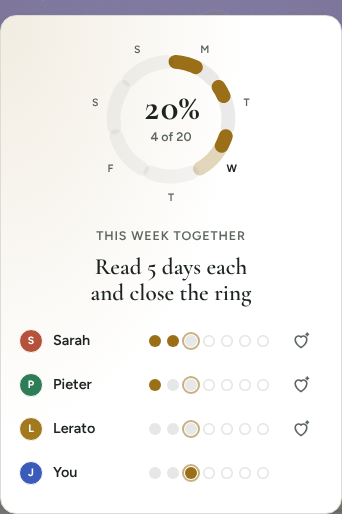 S
M
S
T
20%
4 of 20
F
W
T
THIS WEEK TOGETHER
Read 5 days each
and close the ring
S Sarah
P Pieter
L Lerato
J You